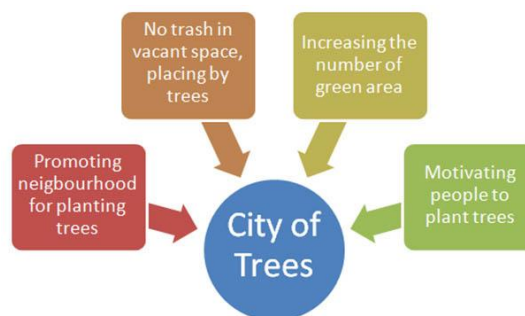 No trash in
vacant space,
placing by
trees
Increasing the
number of
green area
Promoting
neigbourhood
for planting
trees
Motivating
people to
plant trees
City of
Trees